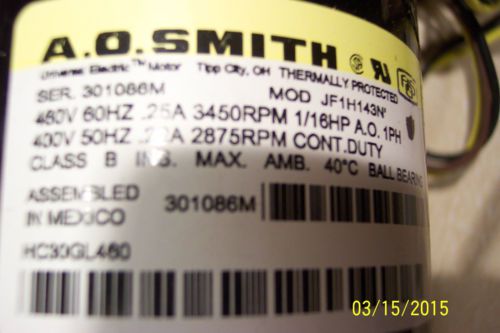 A.O.SMITH
Universal Electric™ Motor Tipp City, OH THERMALLY PROTECTED
SER. 301086M MOD JF1H143N
460V 60HZ .25A 3450RPM 1/16HP A.O. 1PH
400V 50HZ .22A 2875RPM CONT.DUTY
CLASS B INS. MAX. AMB. 40°C BALL BEARING
ASSEMBLED
IN MEXICO
301086M
HC30GL460
03/15/2015